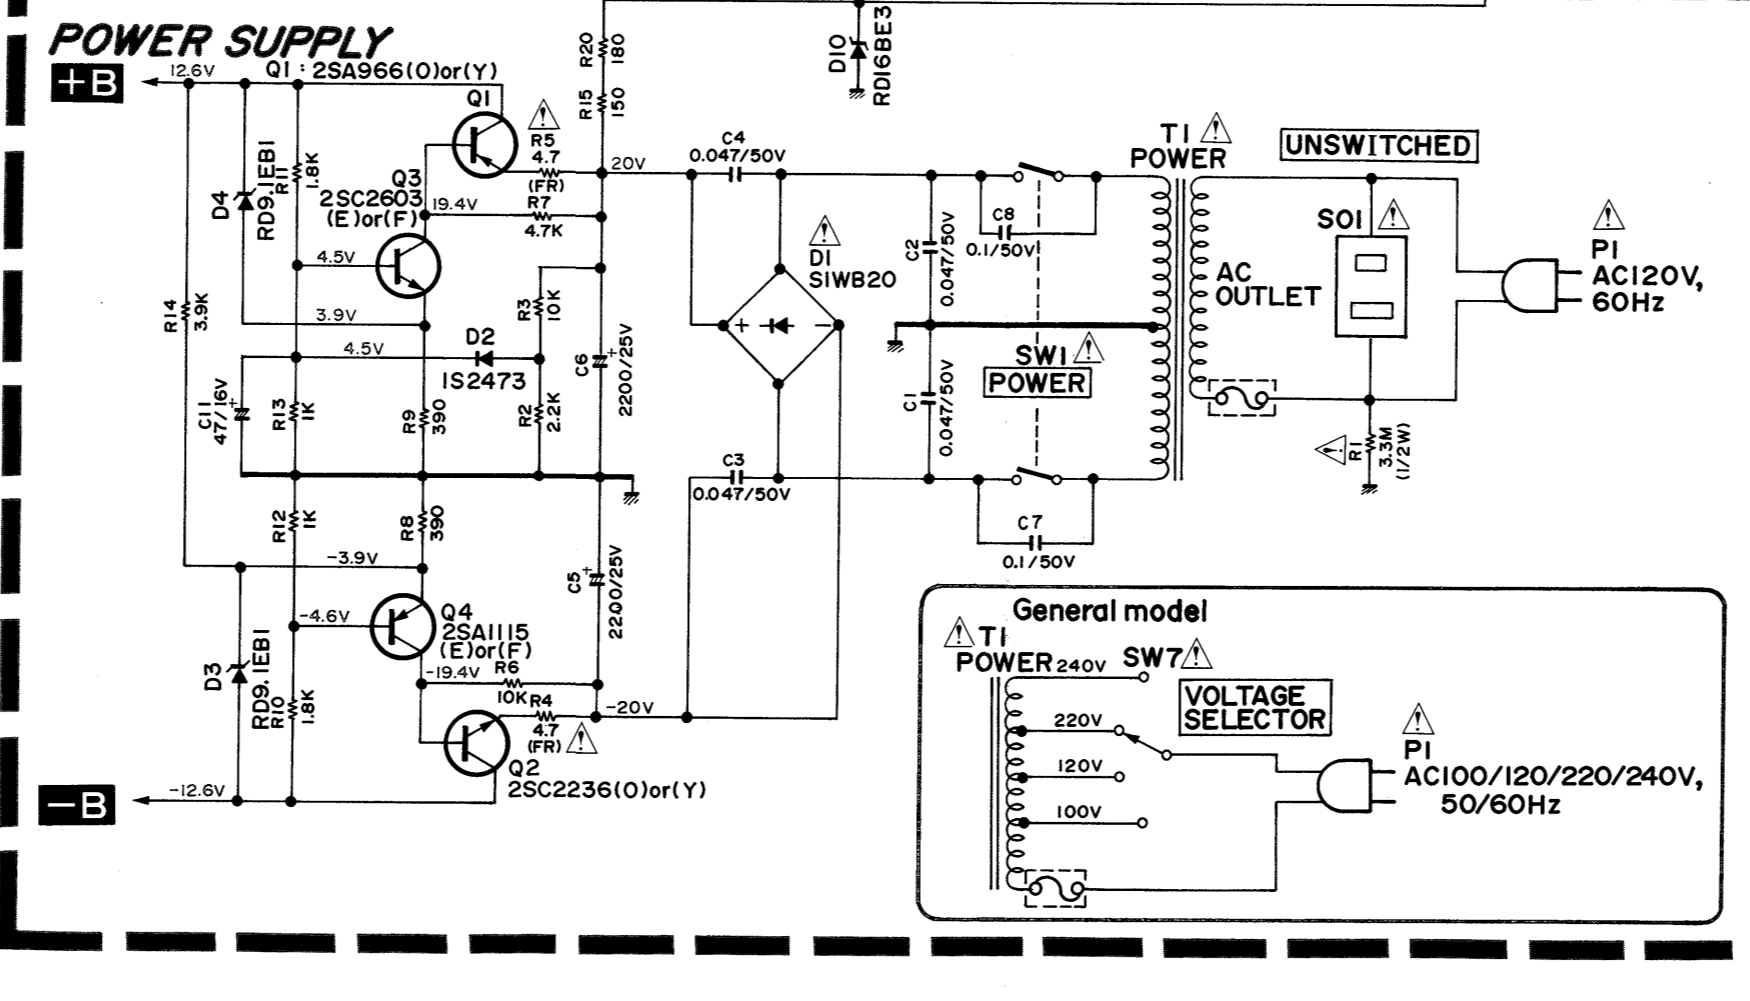 POWER SUPPLY
+B
12.6V
Q1 : 2SA966(O)or(Y)
Q1
R5
4.7
(FR)
R20
180
R15
150
D10
RD16BE3
20V
C4
0.047/50V
T1
POWER
UNSWITCHED
D4
RD9.1EB1
R11
1.8K
Q3
2SC2603
(E)or(F)
19.4V
R7
4.7K
C8
0.1/50V
C2
0.047/50V
D1
S1WB20
+
−
SO1
AC
OUTLET
P1
AC120V,
60Hz
4.5V
R14
3.9K
3.9V
R3
10K
4.5V
D2
1S2473
C6
+
2200/25V
SW1
POWER
C11
47/16V
+
R13
1K
R9
390
R2
2.2K
C1
0.047/50V
R1
3.3M
(1/2W)
C3
0.047/50V
R12
1K
R8
390
C7
0.1/50V
-3.9V
C5
+
2200/25V
-4.6V
Q4
2SA1115
(E)or(F)
D3
RD9.1EB1
R10
1.8K
-19.4V
R6
10K
R4
4.7
(FR)
-20V
Q2
2SC2236(O)or(Y)
-B
-12.6V
General model
T1
POWER
240V
SW7
220V
VOLTAGE
SELECTOR
120V
100V
P1
AC100/120/220/240V,
50/60Hz